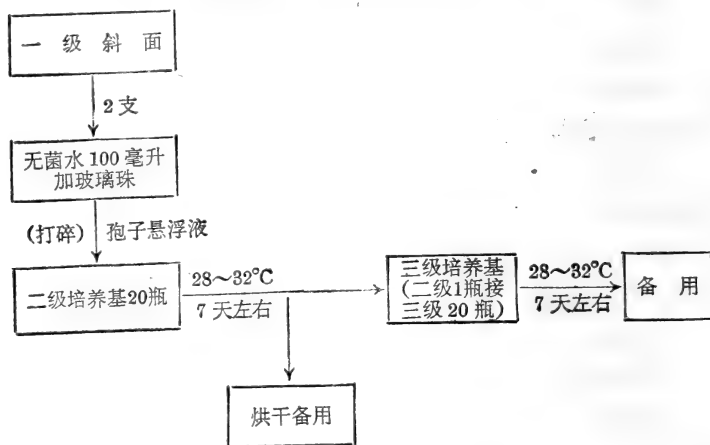 一级斜面
2支
无菌水100毫升
加玻璃珠
(打碎) 孢子悬浮液
二级培养基20瓶
28~32℃
7天左右
三级培养基
(二级1瓶接
三级20瓶)
28~32℃
7天左右
备用
烘干备用